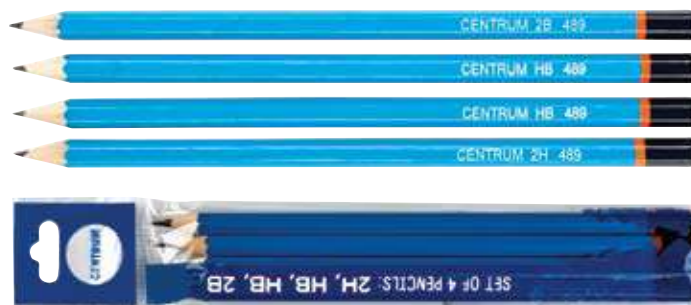 CENTRUM 2B 489
CENTRUM HB 489
CENTRUM HB 489
CENTRUM 2H 489
CENTRUM
SET OF 4 PENCILS: 2H, HB, HB, 2B